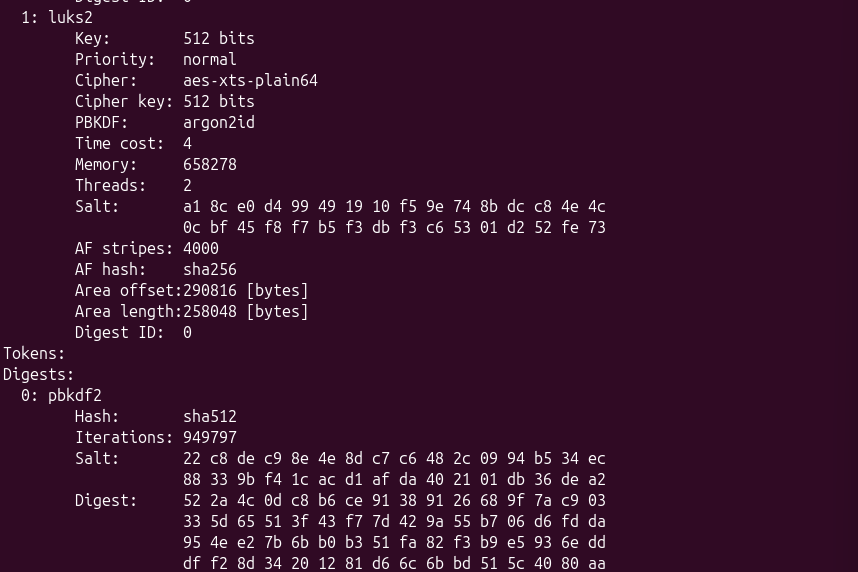 Digest ID: 0
1: luks2
Key: 512 bits
Priority: normal
Cipher: aes-xts-plain64
Cipher key: 512 bits
PBKDF: argon2id
Time cost: 4
Memory: 658278
Threads: 2
Salt: a1 8c e0 d4 99 49 19 10 f5 9e 74 8b dc c8 4e 4c
0c bf 45 f8 f7 b5 f3 db f3 c6 53 01 d2 52 fe 73
AF stripes: 4000
AF hash: sha256
Area offset:290816 [bytes]
Area length:258048 [bytes]
Digest ID: 0
Tokens:
Digests:
0: pbkdf2
Hash: sha512
Iterations: 949797
Salt: 22 c8 de c9 8e 4e 8d c7 c6 48 2c 09 94 b5 34 ec
88 33 9b f4 1c ac d1 af da 40 21 01 db 36 de a2
Digest: 52 2a 4c 0d c8 b6 ce 91 38 91 26 68 9f 7a c9 03
33 5d 65 51 3f 43 f7 7d 42 9a 55 b7 06 d6 fd da
95 4e e2 7b 6b b0 b3 51 fa 82 f3 b9 e5 93 6e dd
df f2 8d 34 20 12 81 d6 6c 6b bd 51 5c 40 80 aa